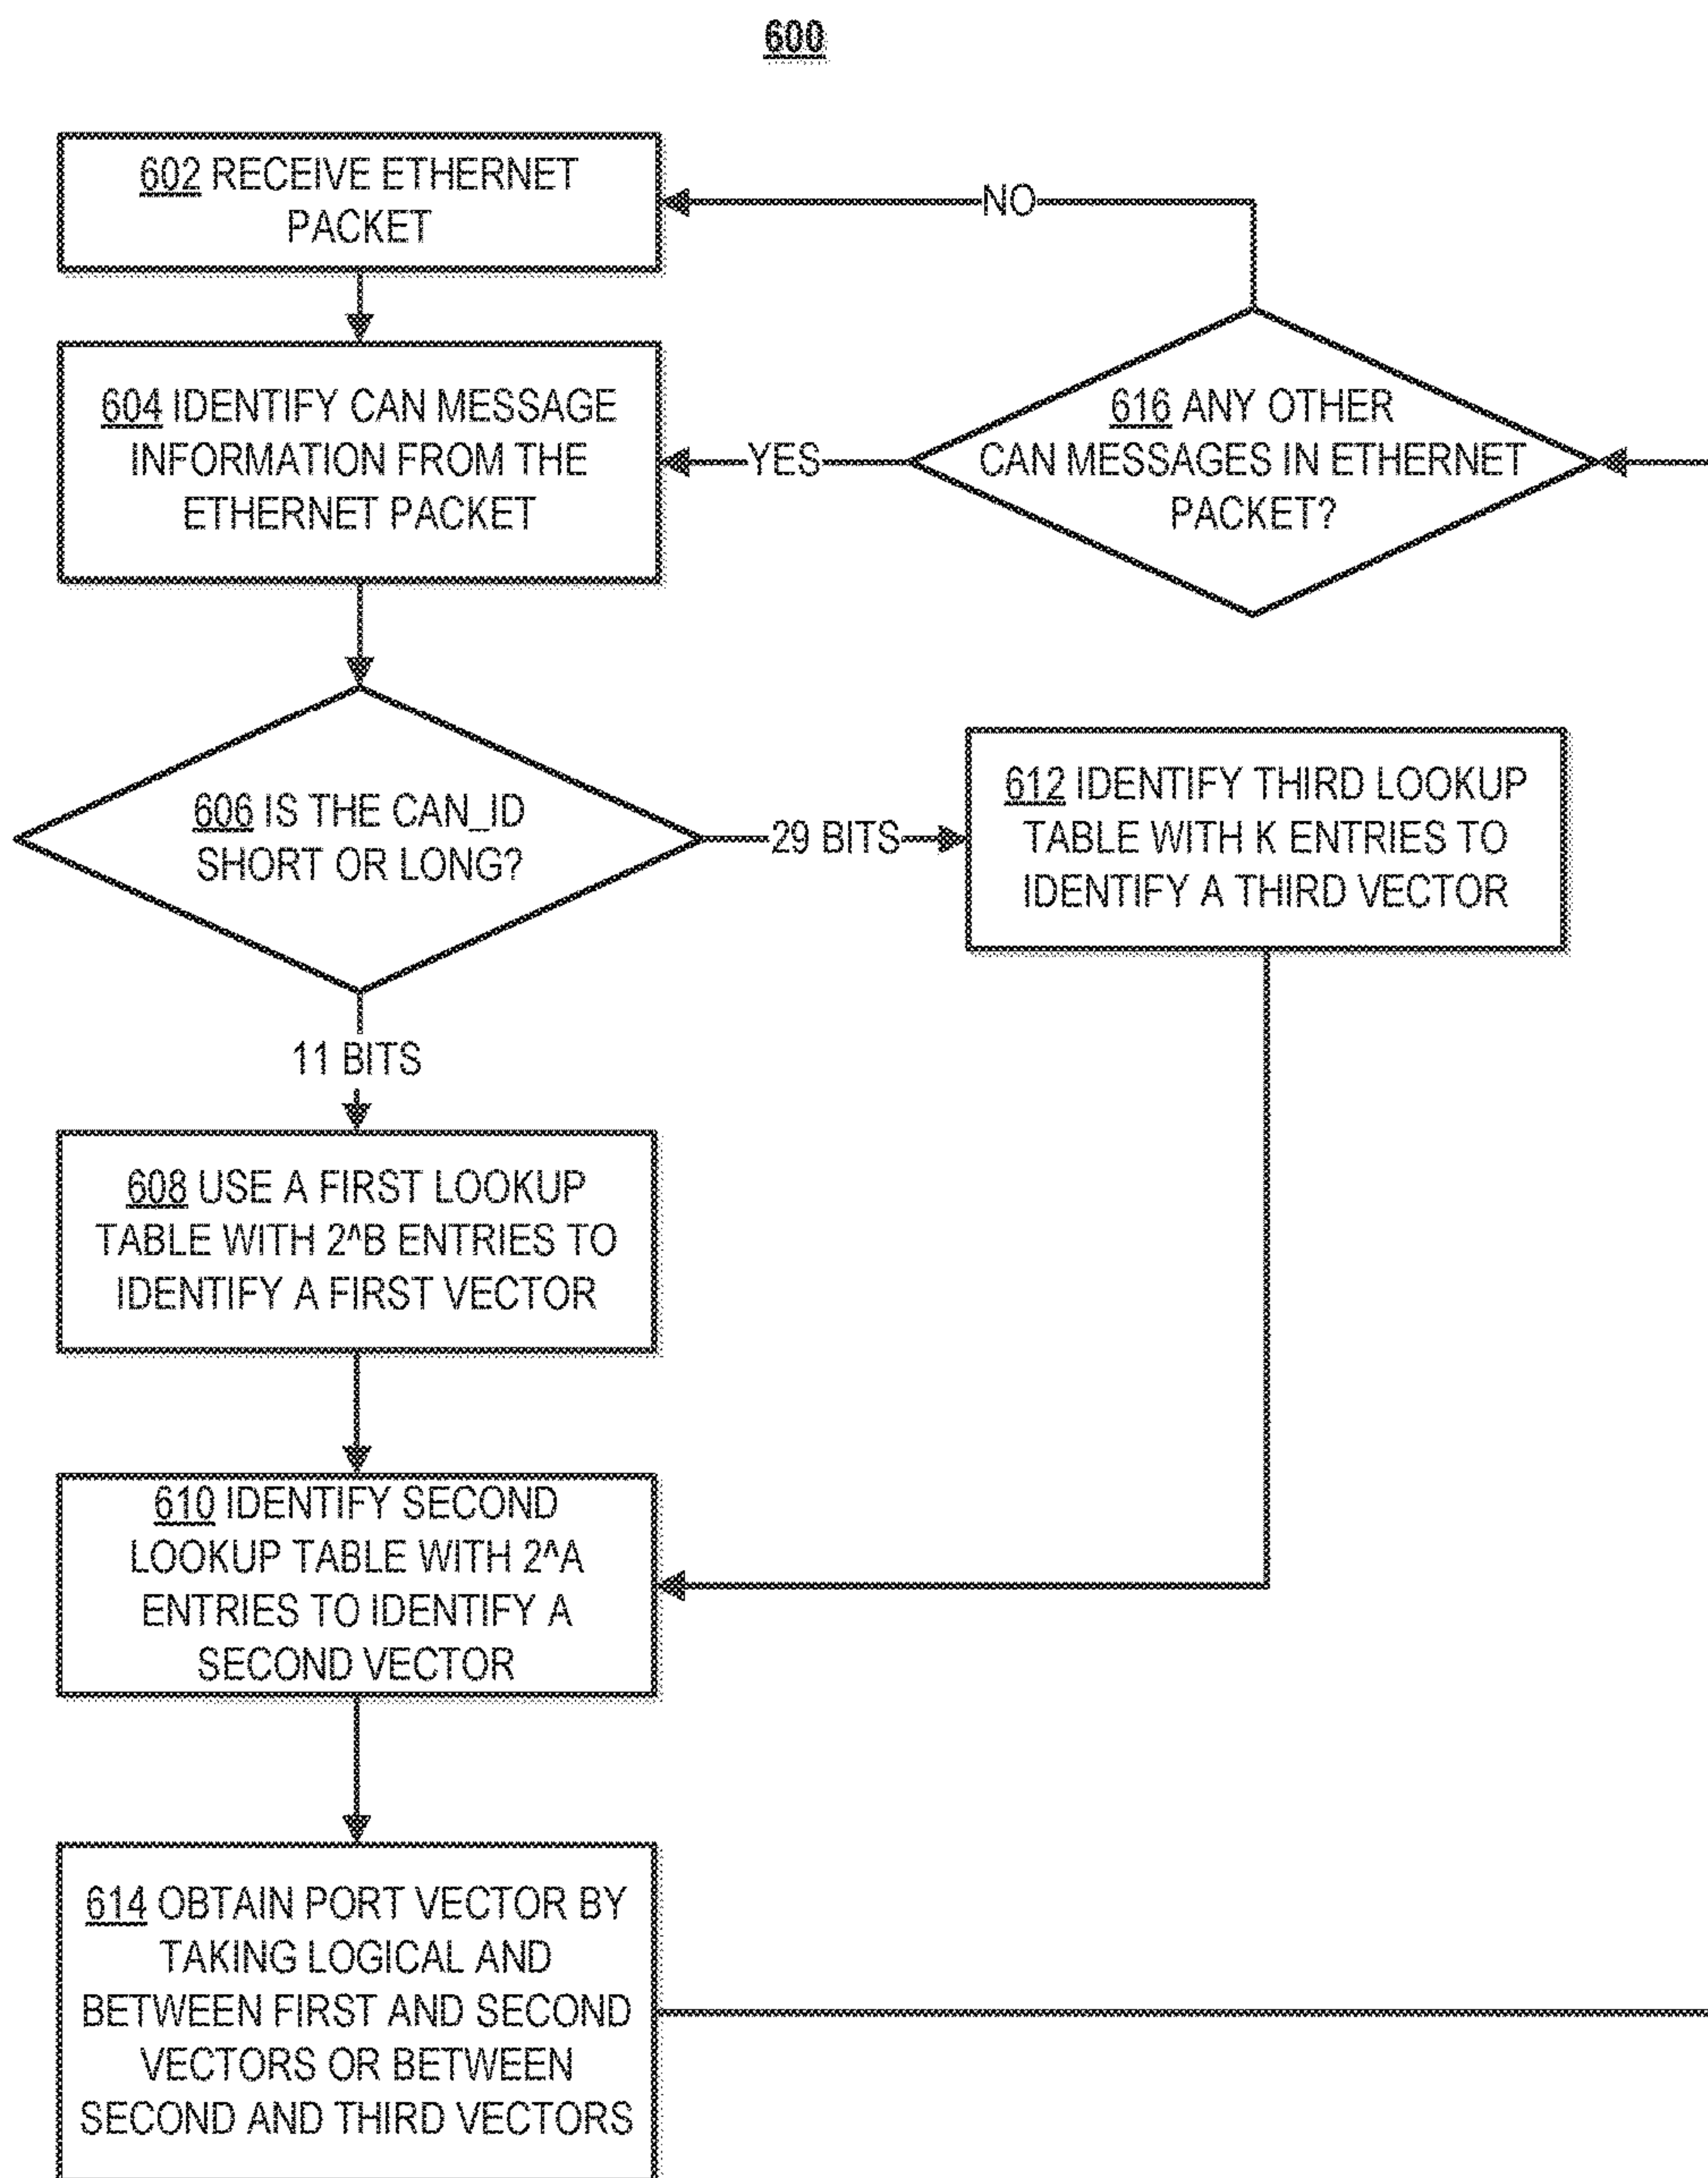 600
602 RECEIVE ETHERNET
PACKET
NO
604 IDENTIFY CAN MESSAGE
INFORMATION FROM THE
ETHERNET PACKET
YES
616 ANY OTHER
CAN MESSAGES IN ETHERNET
PACKET?
606 IS THE CAN_ID
SHORT OR LONG?
29 BITS
612 IDENTIFY THIRD LOOKUP
TABLE WITH K ENTRIES TO
IDENTIFY A THIRD VECTOR
11 BITS
608 USE A FIRST LOOKUP
TABLE WITH 2^B ENTRIES TO
IDENTIFY A FIRST VECTOR
610 IDENTIFY SECOND
LOOKUP TABLE WITH 2^A
ENTRIES TO IDENTIFY A
SECOND VECTOR
614 OBTAIN PORT VECTOR BY
TAKING LOGICAL AND
BETWEEN FIRST AND SECOND
VECTORS OR BETWEEN
SECOND AND THIRD VECTORS